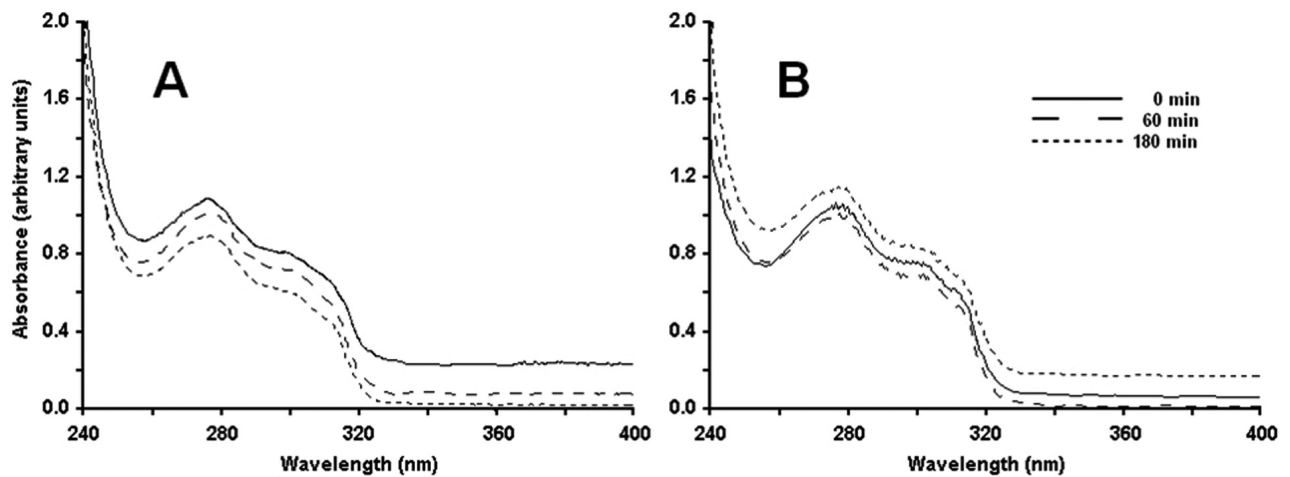 A
2.0
1.6
1.2
0.8
0.4
0.0
240 280 320 360 400
Absorbance (arbitrary units)
Wavelength (nm)
B
2.0
1.6
1.2
0.8
0.4
0.0
240 280 320 360 400
Wavelength (nm)
0 min
60 min
180 min